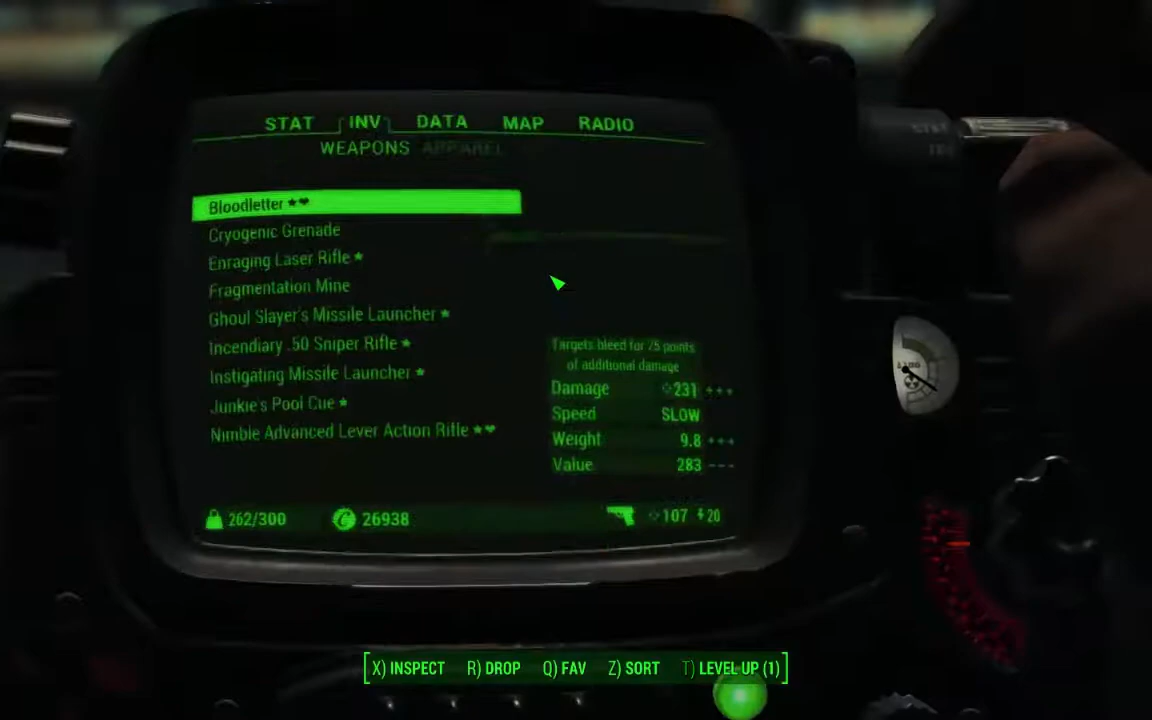 STAT INV DATA MAP RADIO
WEAPONS APPAREL
Bloodletter ★❤
Cryogenic Grenade
Enraging Laser Rifle ★
Fragmentation Mine
Ghoul Slayer's Missile Launcher ★
Incendiary .50 Sniper Rifle ★
Instigating Missile Launcher ★
Junkie's Pool Cue ★
Nimble Advanced Lever Action Rifle ★❤
Targets bleed for 25 points
of additional damage
Damage 231 +++
Speed SLOW
Weight 9.8 +++
Value 283 ---
262/300 26938 107 20
X) INSPECT R) DROP Q) FAV Z) SORT T) LEVEL UP (1)